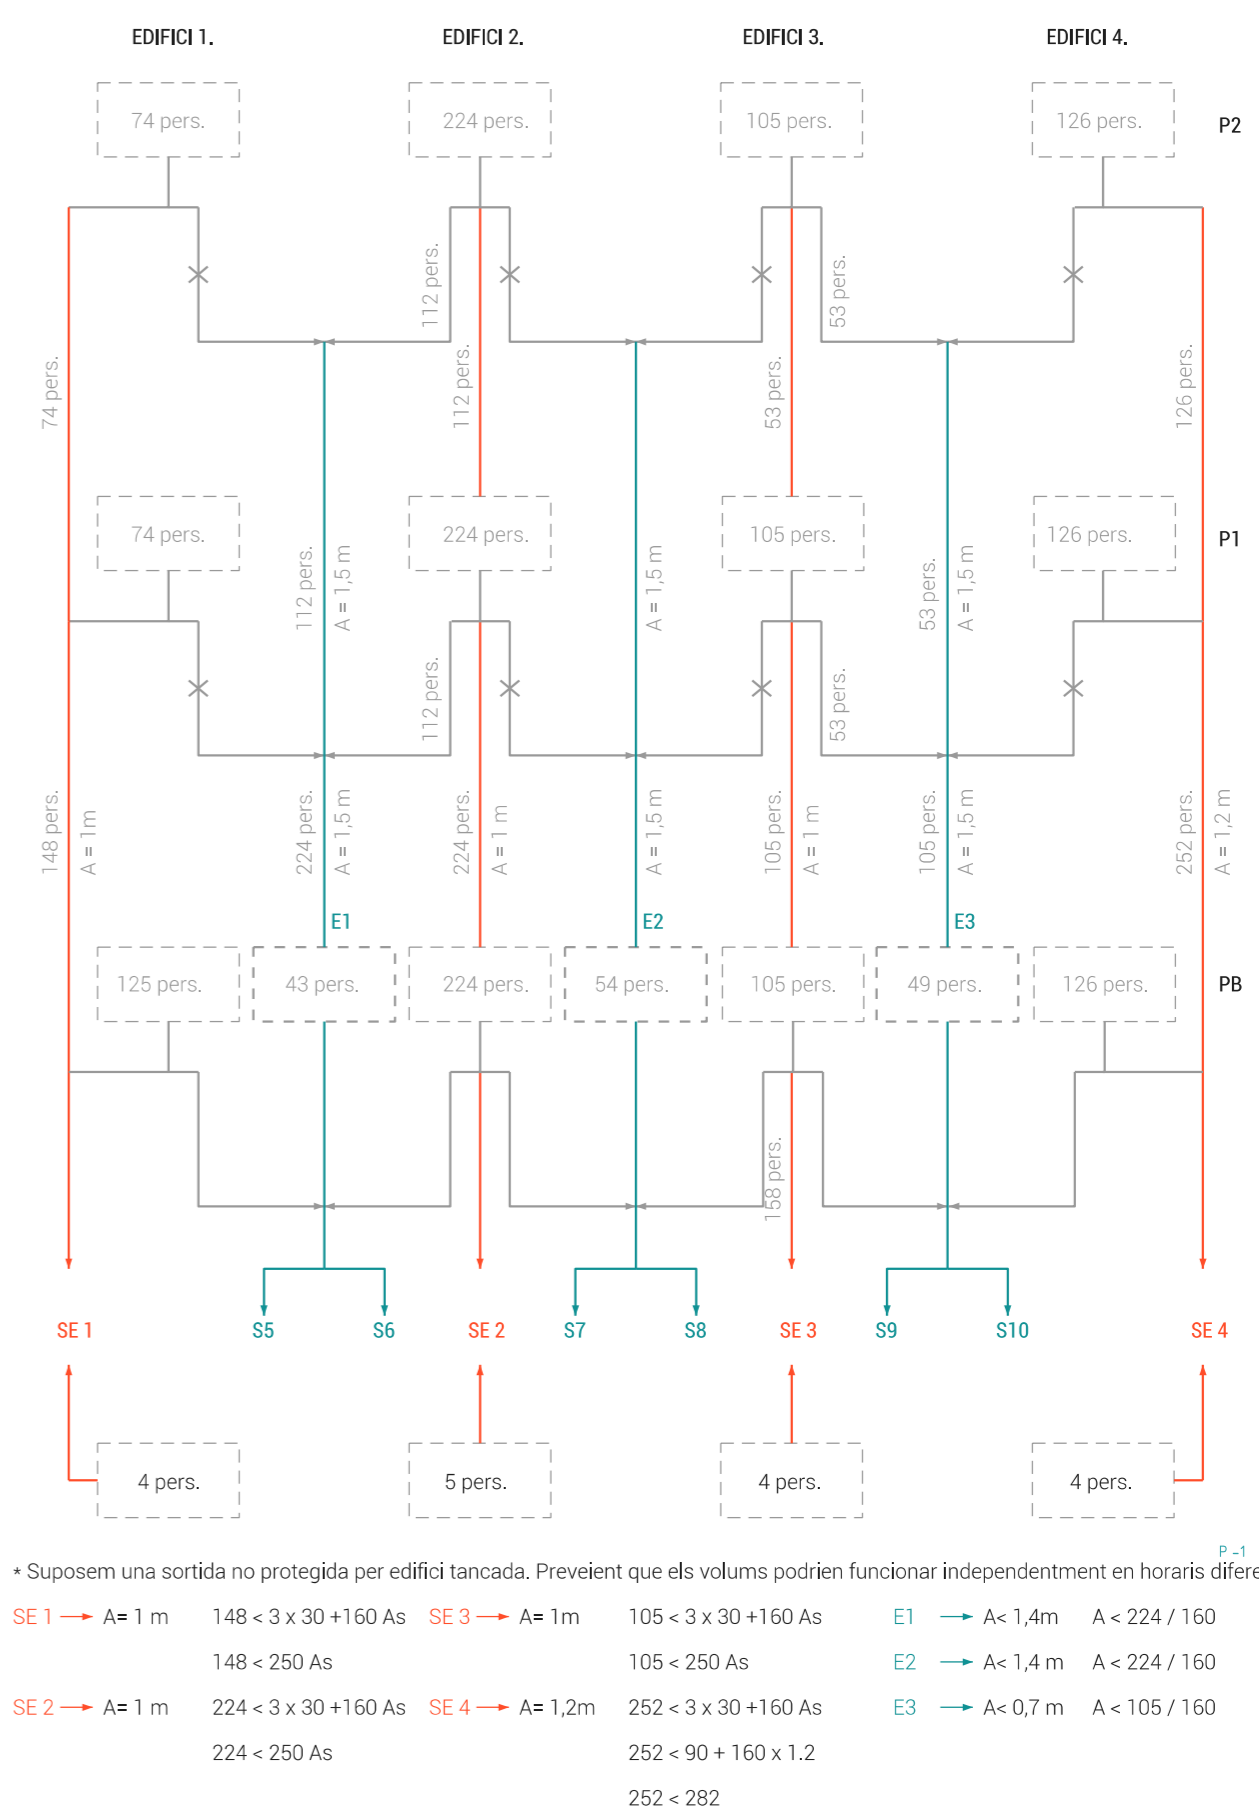 EDIFICI 1.
EDIFICI 2.
EDIFICI 3.
EDIFICI 4.
74 pers.
224 pers.
105 pers.
126 pers.
P2
112 pers.
53 pers.
74 pers.
112 pers.
53 pers.
126 pers.
74 pers.
224 pers.
105 pers.
126 pers.
P1
112 pers.
A = 1,5 m
A = 1,5 m
53 pers.
A = 1,5 m
112 pers.
53 pers.
148 pers.
A = 1m
224 pers.
A = 1,5 m
224 pers.
A = 1 m
A = 1,5 m
105 pers.
A = 1 m
105 pers.
A = 1,5 m
252 pers.
A = 1,2 m
E1
E2
E3
125 pers.
43 pers.
224 pers.
54 pers.
105 pers.
49 pers.
126 pers.
PB
158 pers.
SE 1
S5
S6
SE 2
S7
S8
SE 3
S9
S10
SE 4
4 pers.
5 pers.
4 pers.
4 pers.
P -1
* Suposem una sortida no protegida per edifici tancada. Preveient que els volums podrien funcionar independentment en horaris difere
SE 1 → A= 1 m 148 < 3 x 30 +160 As SE 3 → A= 1m 105 < 3 x 30 +160 As E1 → A< 1,4m A < 224 / 160
148 < 250 As 105 < 250 As E2 → A< 1,4 m A < 224 / 160
SE 2 → A= 1 m 224 < 3 x 30 +160 As SE 4 → A= 1,2m 252 < 3 x 30 +160 As E3 → A< 0,7 m A < 105 / 160
224 < 250 As 252 < 90 + 160 x 1.2
252 < 282